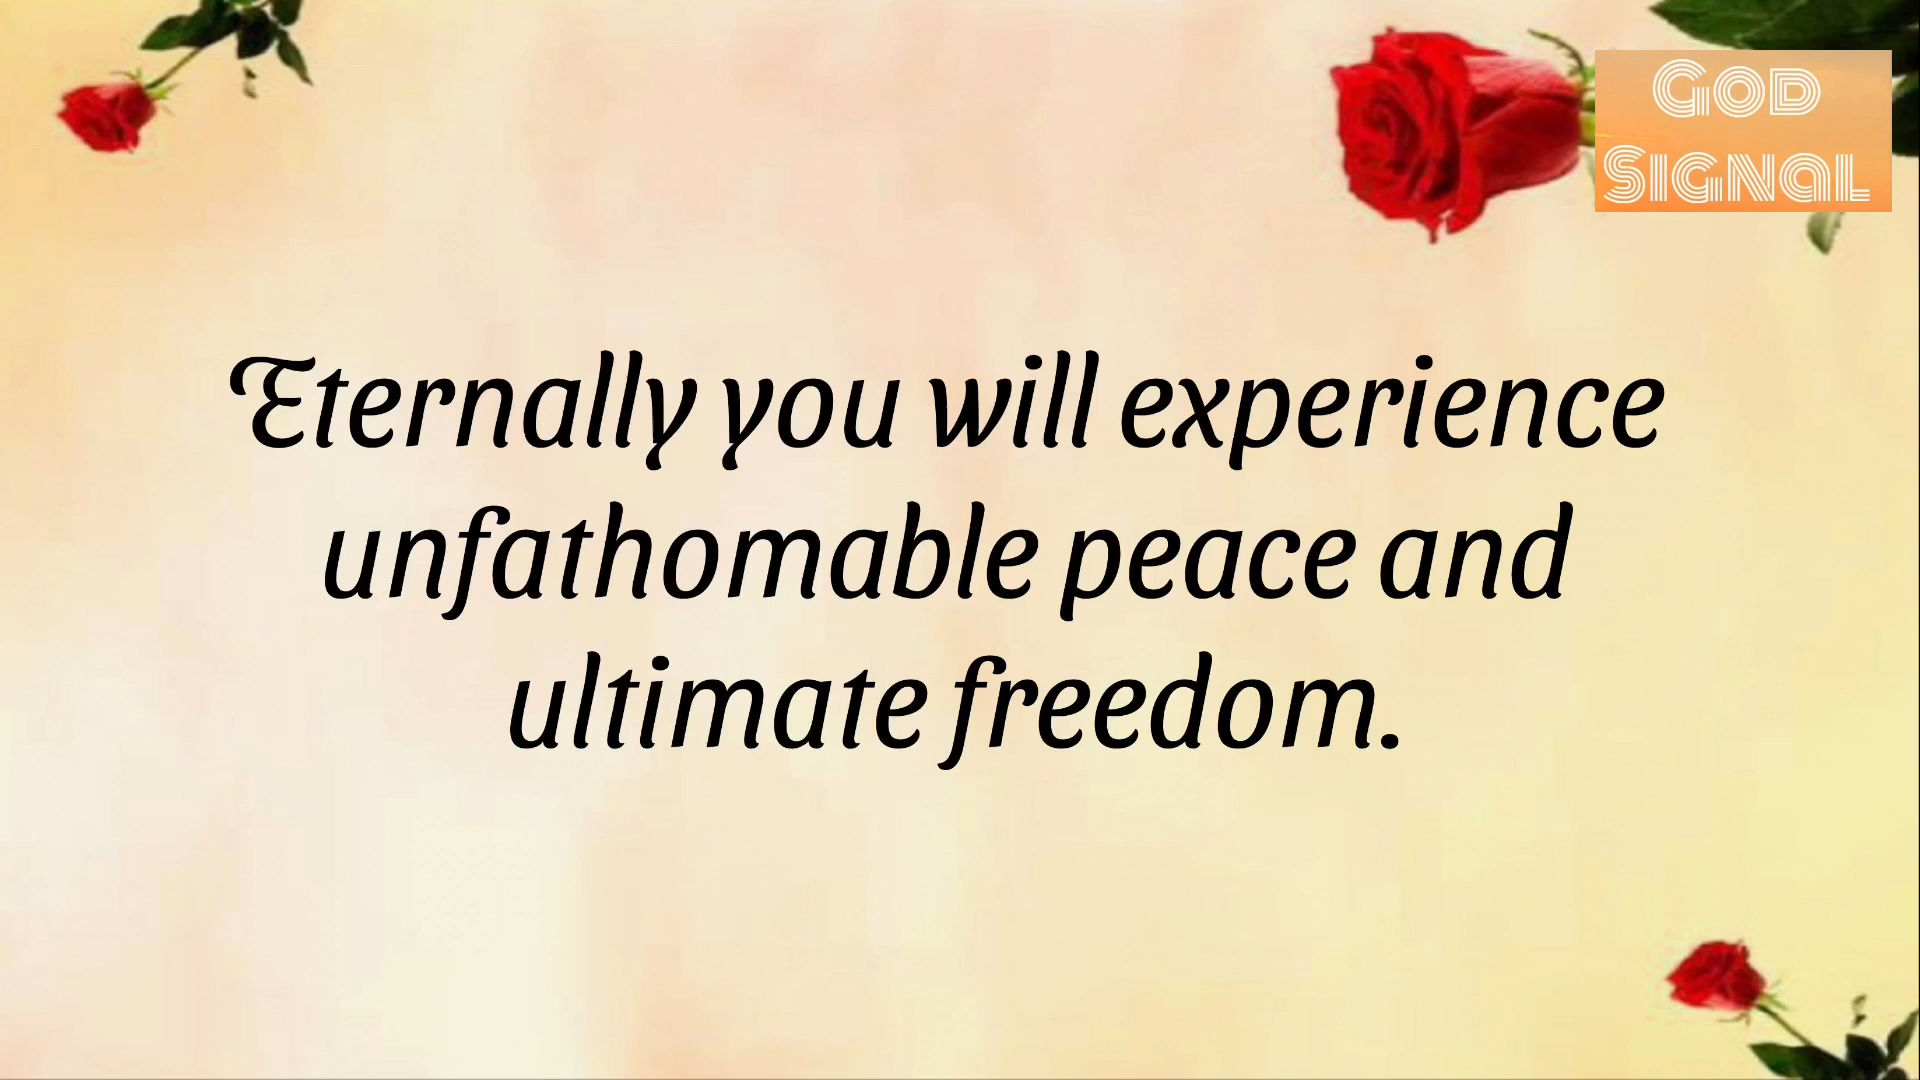 God
Signal
Eternally you will experience
unfathomable peace and
ultimate freedom.